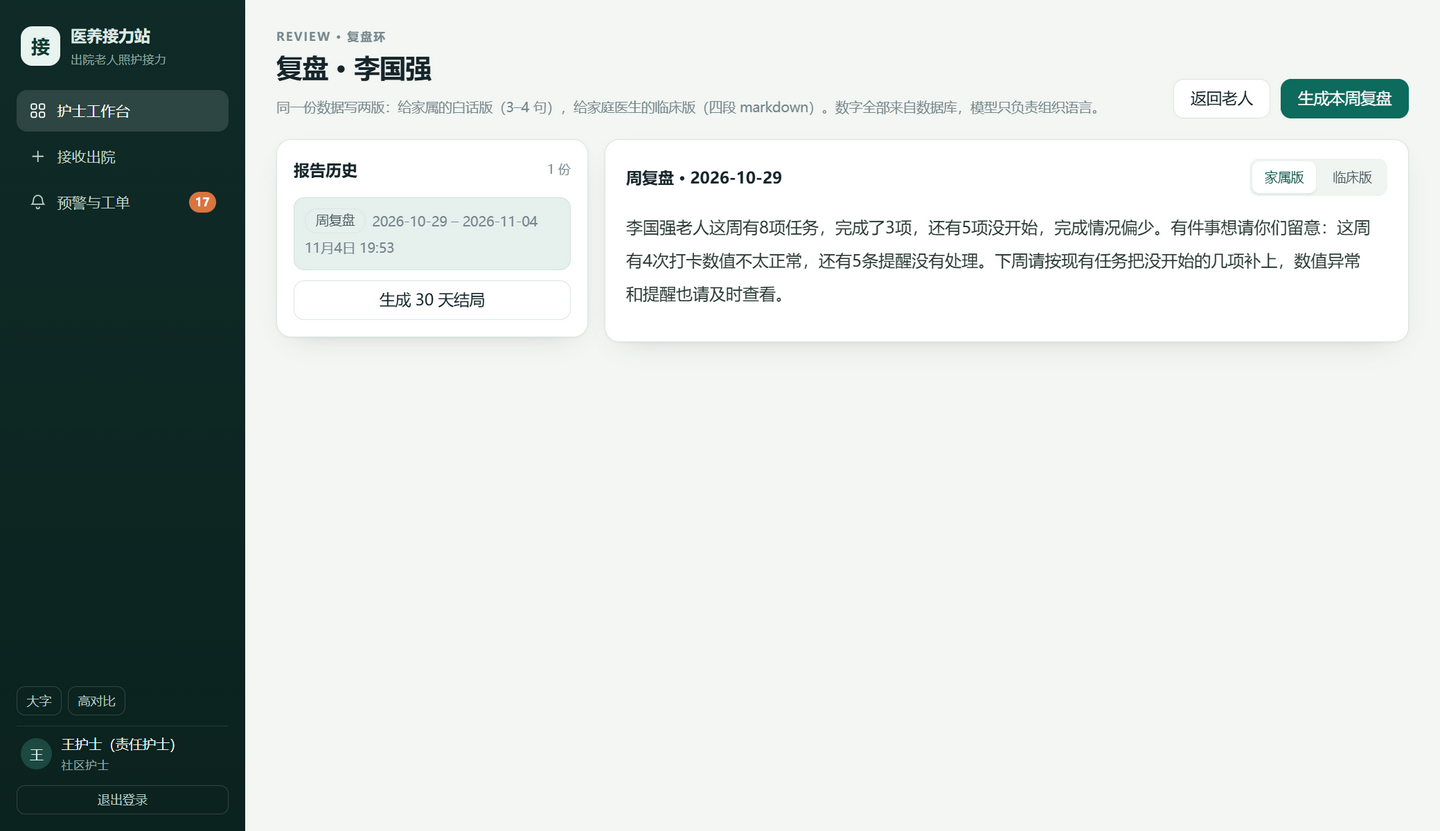 接
医养接力站
出院老人照护接力
护士工作台
接收出院
预警与工单
17
大字
高对比
王
王护士（责任护士）
社区护士
退出登录
REVIEW • 复盘环
复盘 • 李国强
同一份数据写两版：给家属的白话版（3–4 句），给家庭医生的临床版（四段 markdown）。数字全部来自数据库，模型只负责组织语言。
返回老人
生成本周复盘
报告历史
1 份
周复盘
2026-10-29 – 2026-11-04
11月4日 19:53
生成 30 天结局
周复盘 • 2026-10-29
家属版
临床版
李国强老人这周有8项任务，完成了3项，还有5项没开始，完成情况偏少。有件事想请你们留意：这周
有4次打卡数值不太正常，还有5条提醒没有处理。下周请按现有任务把没开始的几项补上，数值异常
和提醒也请及时查看。